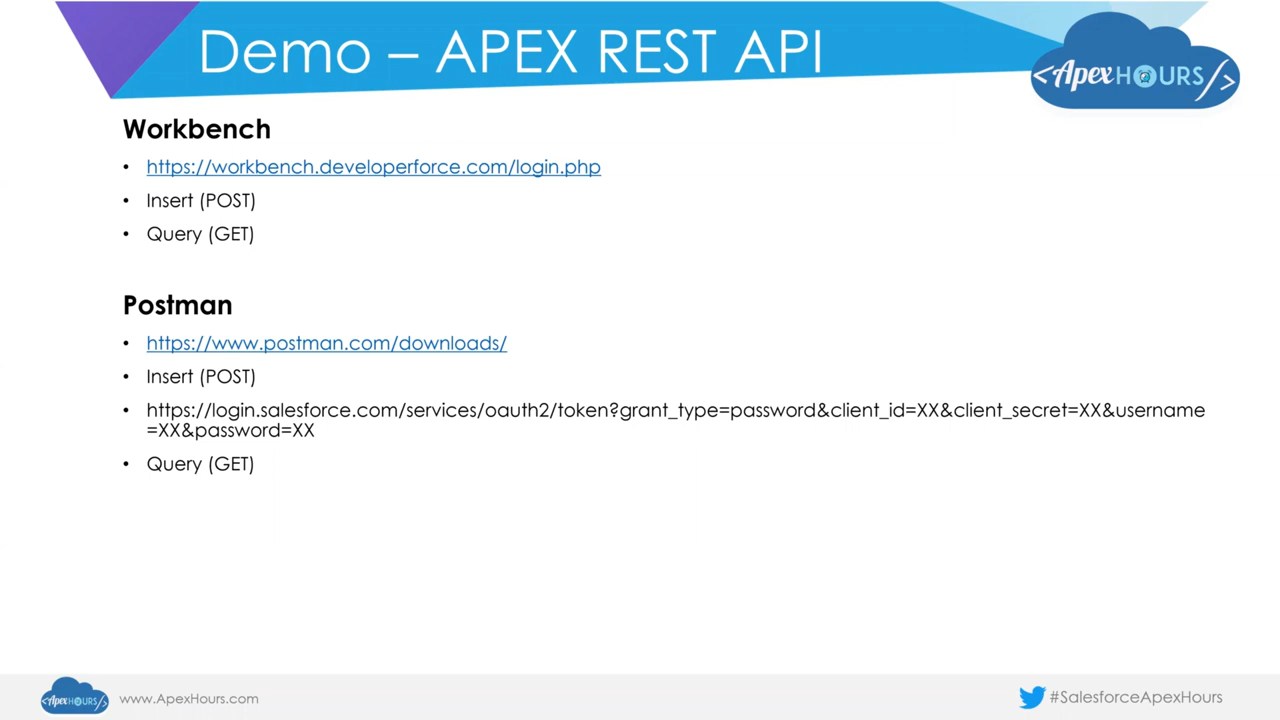 Demo – APEX REST API
<ApexHOURS/>
Workbench
• https://workbench.developerforce.com/login.php
• Insert (POST)
• Query (GET)
Postman
• https://www.postman.com/downloads/
• Insert (POST)
• https://login.salesforce.com/services/oauth2/token?grant_type=password&client_id=XX&client_secret=XX&username
=XX&password=XX
• Query (GET)
<ApexHOURS/>
www.ApexHours.com
#SalesforceApexHours